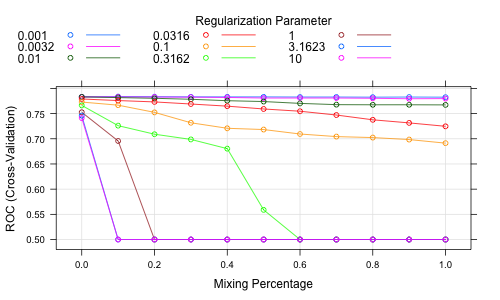 Regularization Parameter
0.001 0.0316 1
0.0032 0.1 3.1623
0.01 0.3162 10
ROC (Cross-Validation)
0.75
0.70
0.65
0.60
0.55
0.50
0.0 0.2 0.4 0.6 0.8 1.0
Mixing Percentage